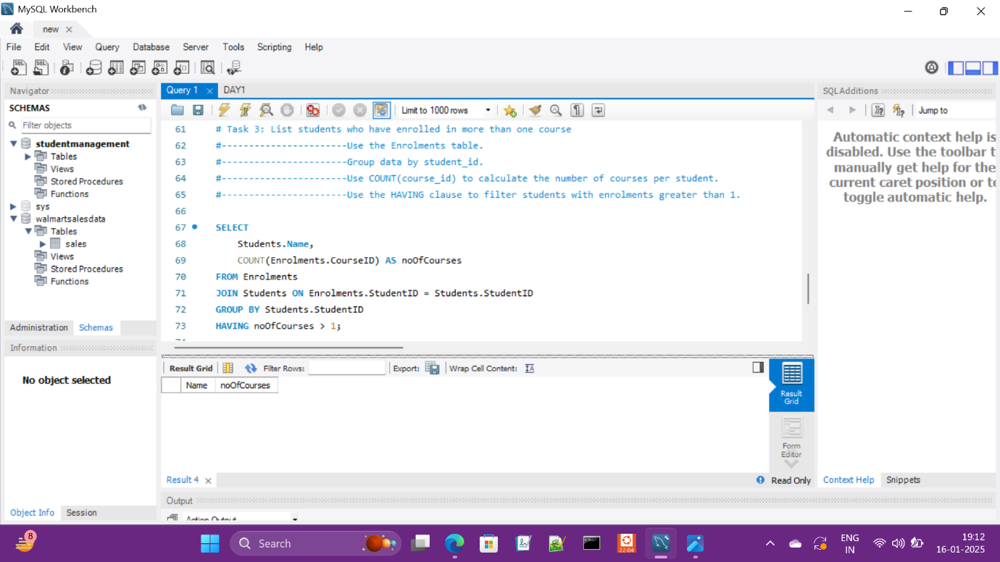 MySQL Workbench
new
File Edit View Query Database Server Tools Scripting Help
Navigator
SCHEMAS
Filter objects
studentmanagement
Tables
Views
Stored Procedures
Functions
sys
walmartsalesdata
Tables
sales
Views
Stored Procedures
Functions
Administration Schemas
Information
No object selected
Object Info Session
Query 1 DAY1
Limit to 1000 rows
61 # Task 3: List students who have enrolled in more than one course
62 #-----------------------Use the Enrolments table.
63 #-----------------------Group data by student_id.
64 #-----------------------Use COUNT(course_id) to calculate the number of courses per student.
65 #-----------------------Use the HAVING clause to filter students with enrolments greater than 1.
66
67 SELECT
68 Students.Name,
69 COUNT(Enrolments.CourseID) AS noOfCourses
70 FROM Enrolments
71 JOIN Students ON Enrolments.StudentID = Students.StudentID
72 GROUP BY Students.StudentID
73 HAVING noOfCourses > 1;
Result Grid Filter Rows: Export: Wrap Cell Content:
Name noOfCourses
Result Grid
Form Editor
Result 4
Read Only
Output
Action Output
SQLAdditions
Jump to
Automatic context help is
disabled. Use the toolbar t
manually get help for the
current caret position or to
toggle automatic help.
Context Help Snippets
8
Search
22.04
ENG
IN
19:12
16-01-2025